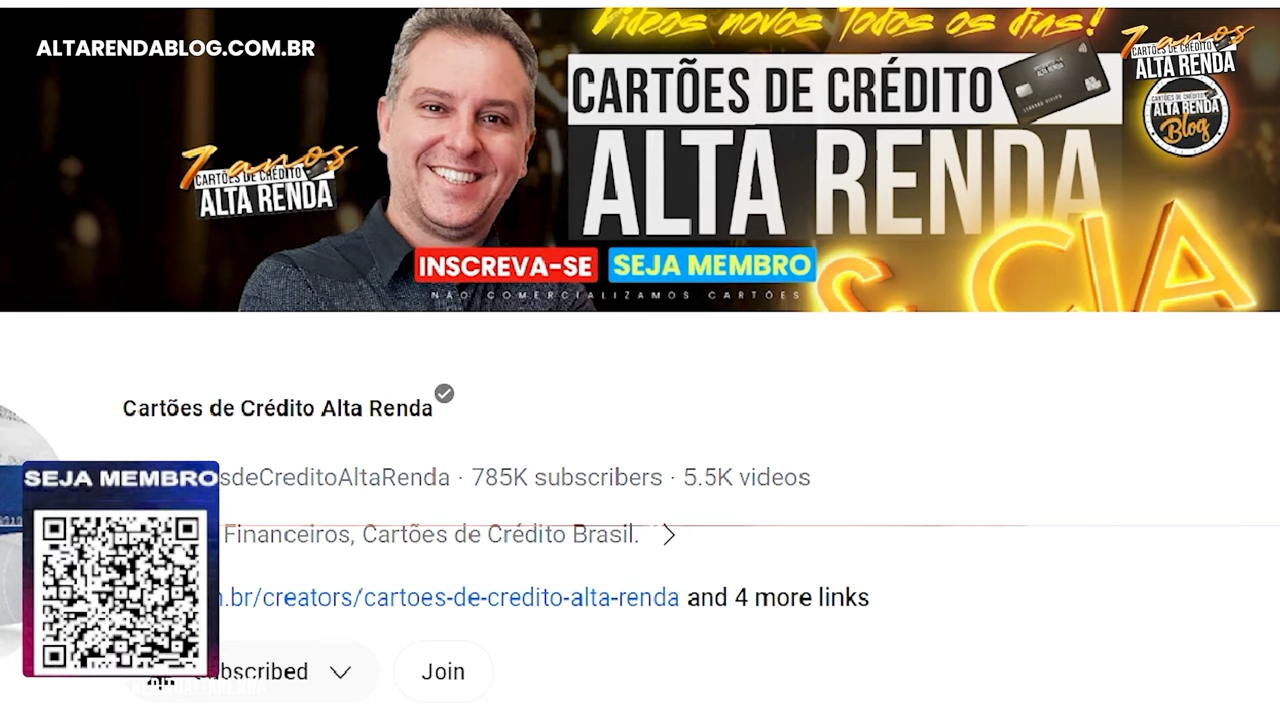 Videos novos Todos os dias!
ALTARENDABLOG.COM.BR
7 anos
CARTÕES DE CRÉDITO
ALTA RENDA
CARTÕES DE CRÉDITO
ALTA RENDA
& CIA
7 anos
CARTÕES DE CRÉDITO
ALTA RENDA
CARTÕES DE CRÉDITO
ALTA RENDA
Blog
INSCREVA-SE
SEJA MEMBRO
NÃO COMERCIALIZAMOS CARTÕES
Cartões de Crédito Alta Renda
sdeCreditoAltaRenda · 785K subscribers · 5.5K videos
Financeiros, Cartões de Crédito Brasil.
.br/creators/cartoes-de-credito-alta-renda and 4 more links
SEJA MEMBRO
bscribed
Join